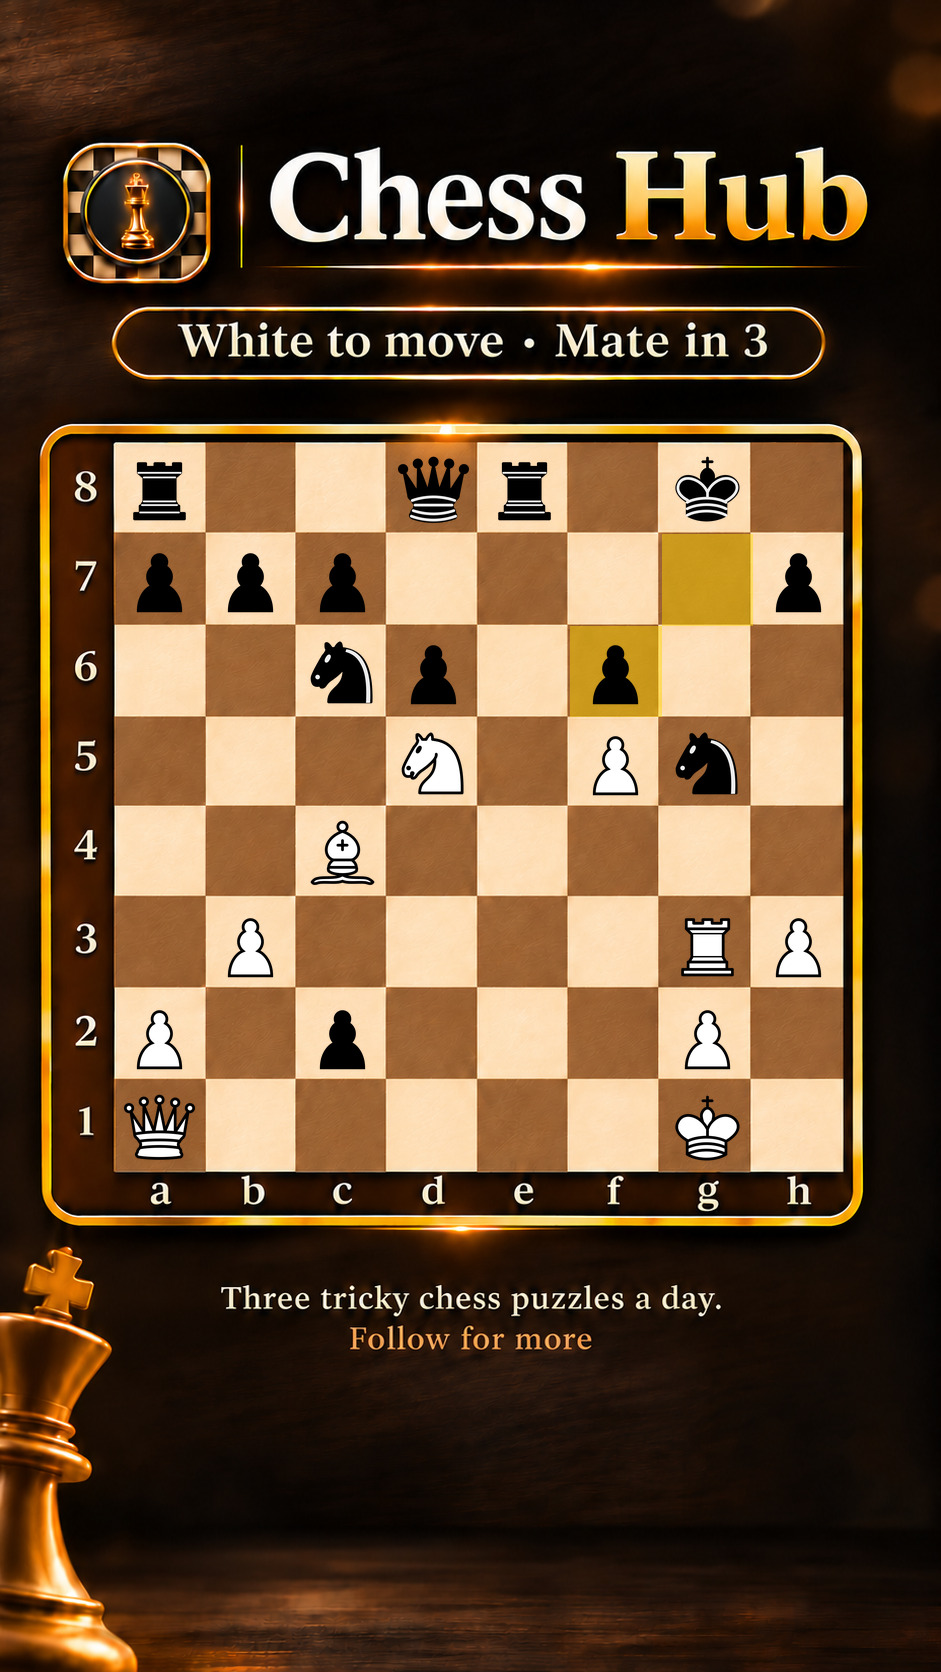 Chess Hub
White to move • Mate in 3
8
7
6
5
4
3
2
1
a b c d e f g h
Three tricky chess puzzles a day.
Follow for more